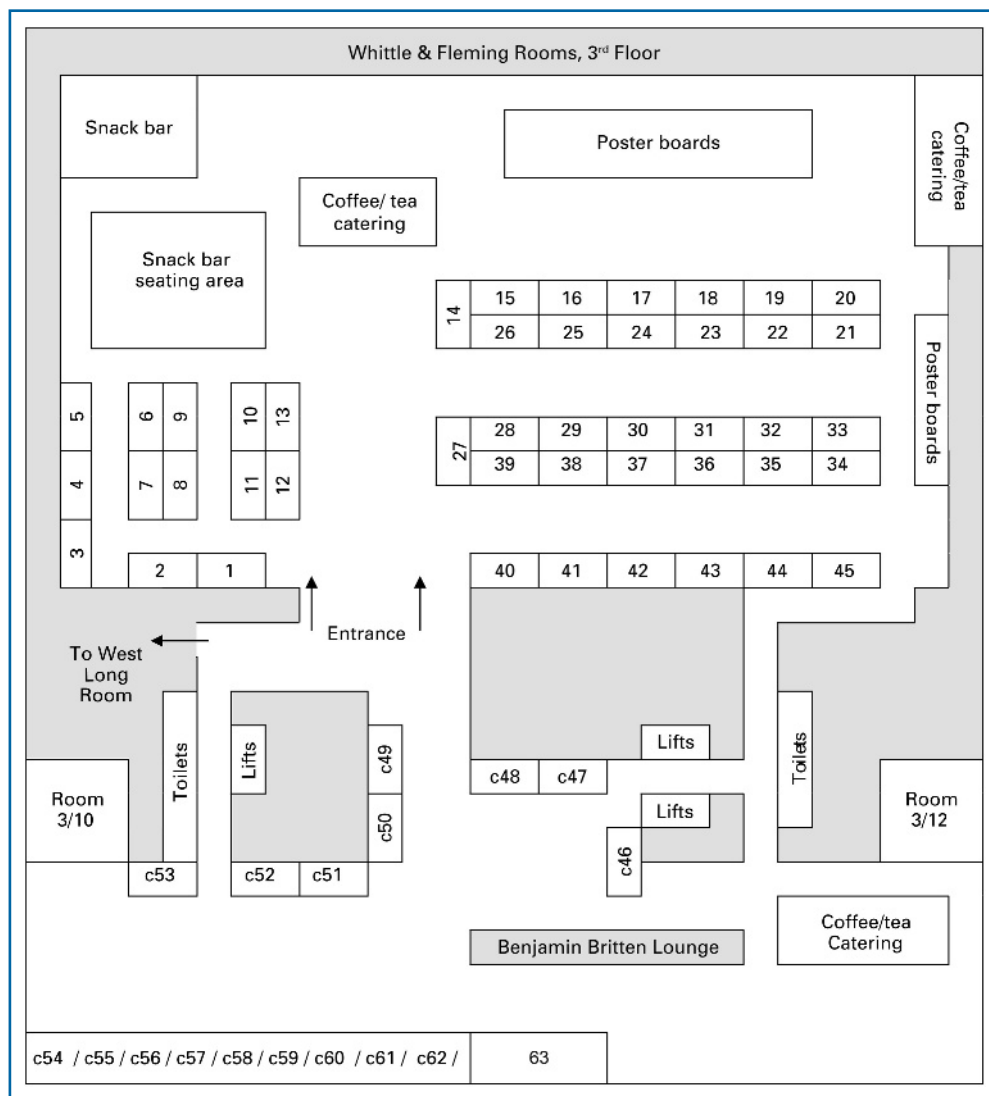 Whittle & Fleming Rooms, 3rd Floor
Snack bar
Poster boards
Coffee/tea
catering
Coffee/ tea
catering
Snack bar
seating area
14
15 16 17 18 19 20
26 25 24 23 22 21
Poster boards
5 6 9 10 13
4 7 8 11 12
27
28 29 30 31 32 33
39 38 37 36 35 34
3
2 1
40 41 42 43 44 45
Entrance
To West
Long
Room
Toilets
Lifts
c49
c50
Lifts
c48 c47
Lifts
c46
Toilets
Room
3/10
Room
3/12
c53 c52 c51
Coffee/tea
Catering
Benjamin Britten Lounge
c54 / c55 / c56 / c57 / c58 / c59 / c60 / c61 / c62 / 63